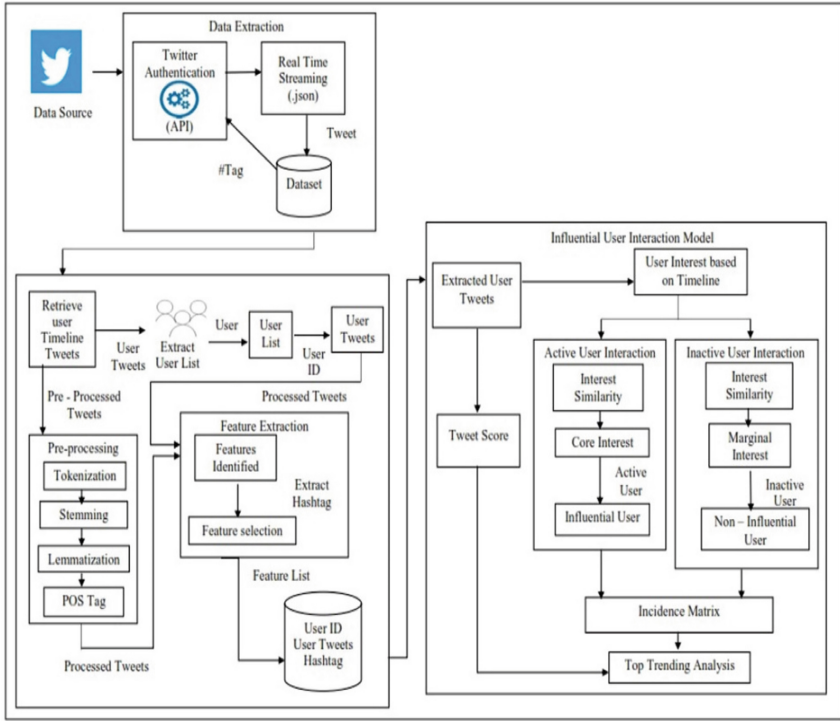 Data Extraction
Data Source
Twitter
Authentication
(API)
Real Time
Streaming
(.json)
Tweet
#Tag
Dataset
Retrieve
user
Timeline
Tweets
User
Tweets
Extract
User List
User
User
List
User
ID
User
Tweets
Pre - Processed
Tweets
Processed Tweets
Pre-processing
Tokenization
Stemming
Lemmatization
POS Tag
Processed Tweets
Feature Extraction
Features
Identified
Extract
Hashtag
Feature selection
Feature List
User ID
User Tweets
Hashtag
Influential User Interaction Model
Extracted User
Tweets
User Interest based
on Timeline
Tweet Score
Active User Interaction
Interest
Similarity
Core Interest
Active
User
Influential User
Inactive User Interaction
Interest
Similarity
Marginal
Interest
Inactive
User
Non – Influential
User
Incidence Matrix
Top Trending Analysis